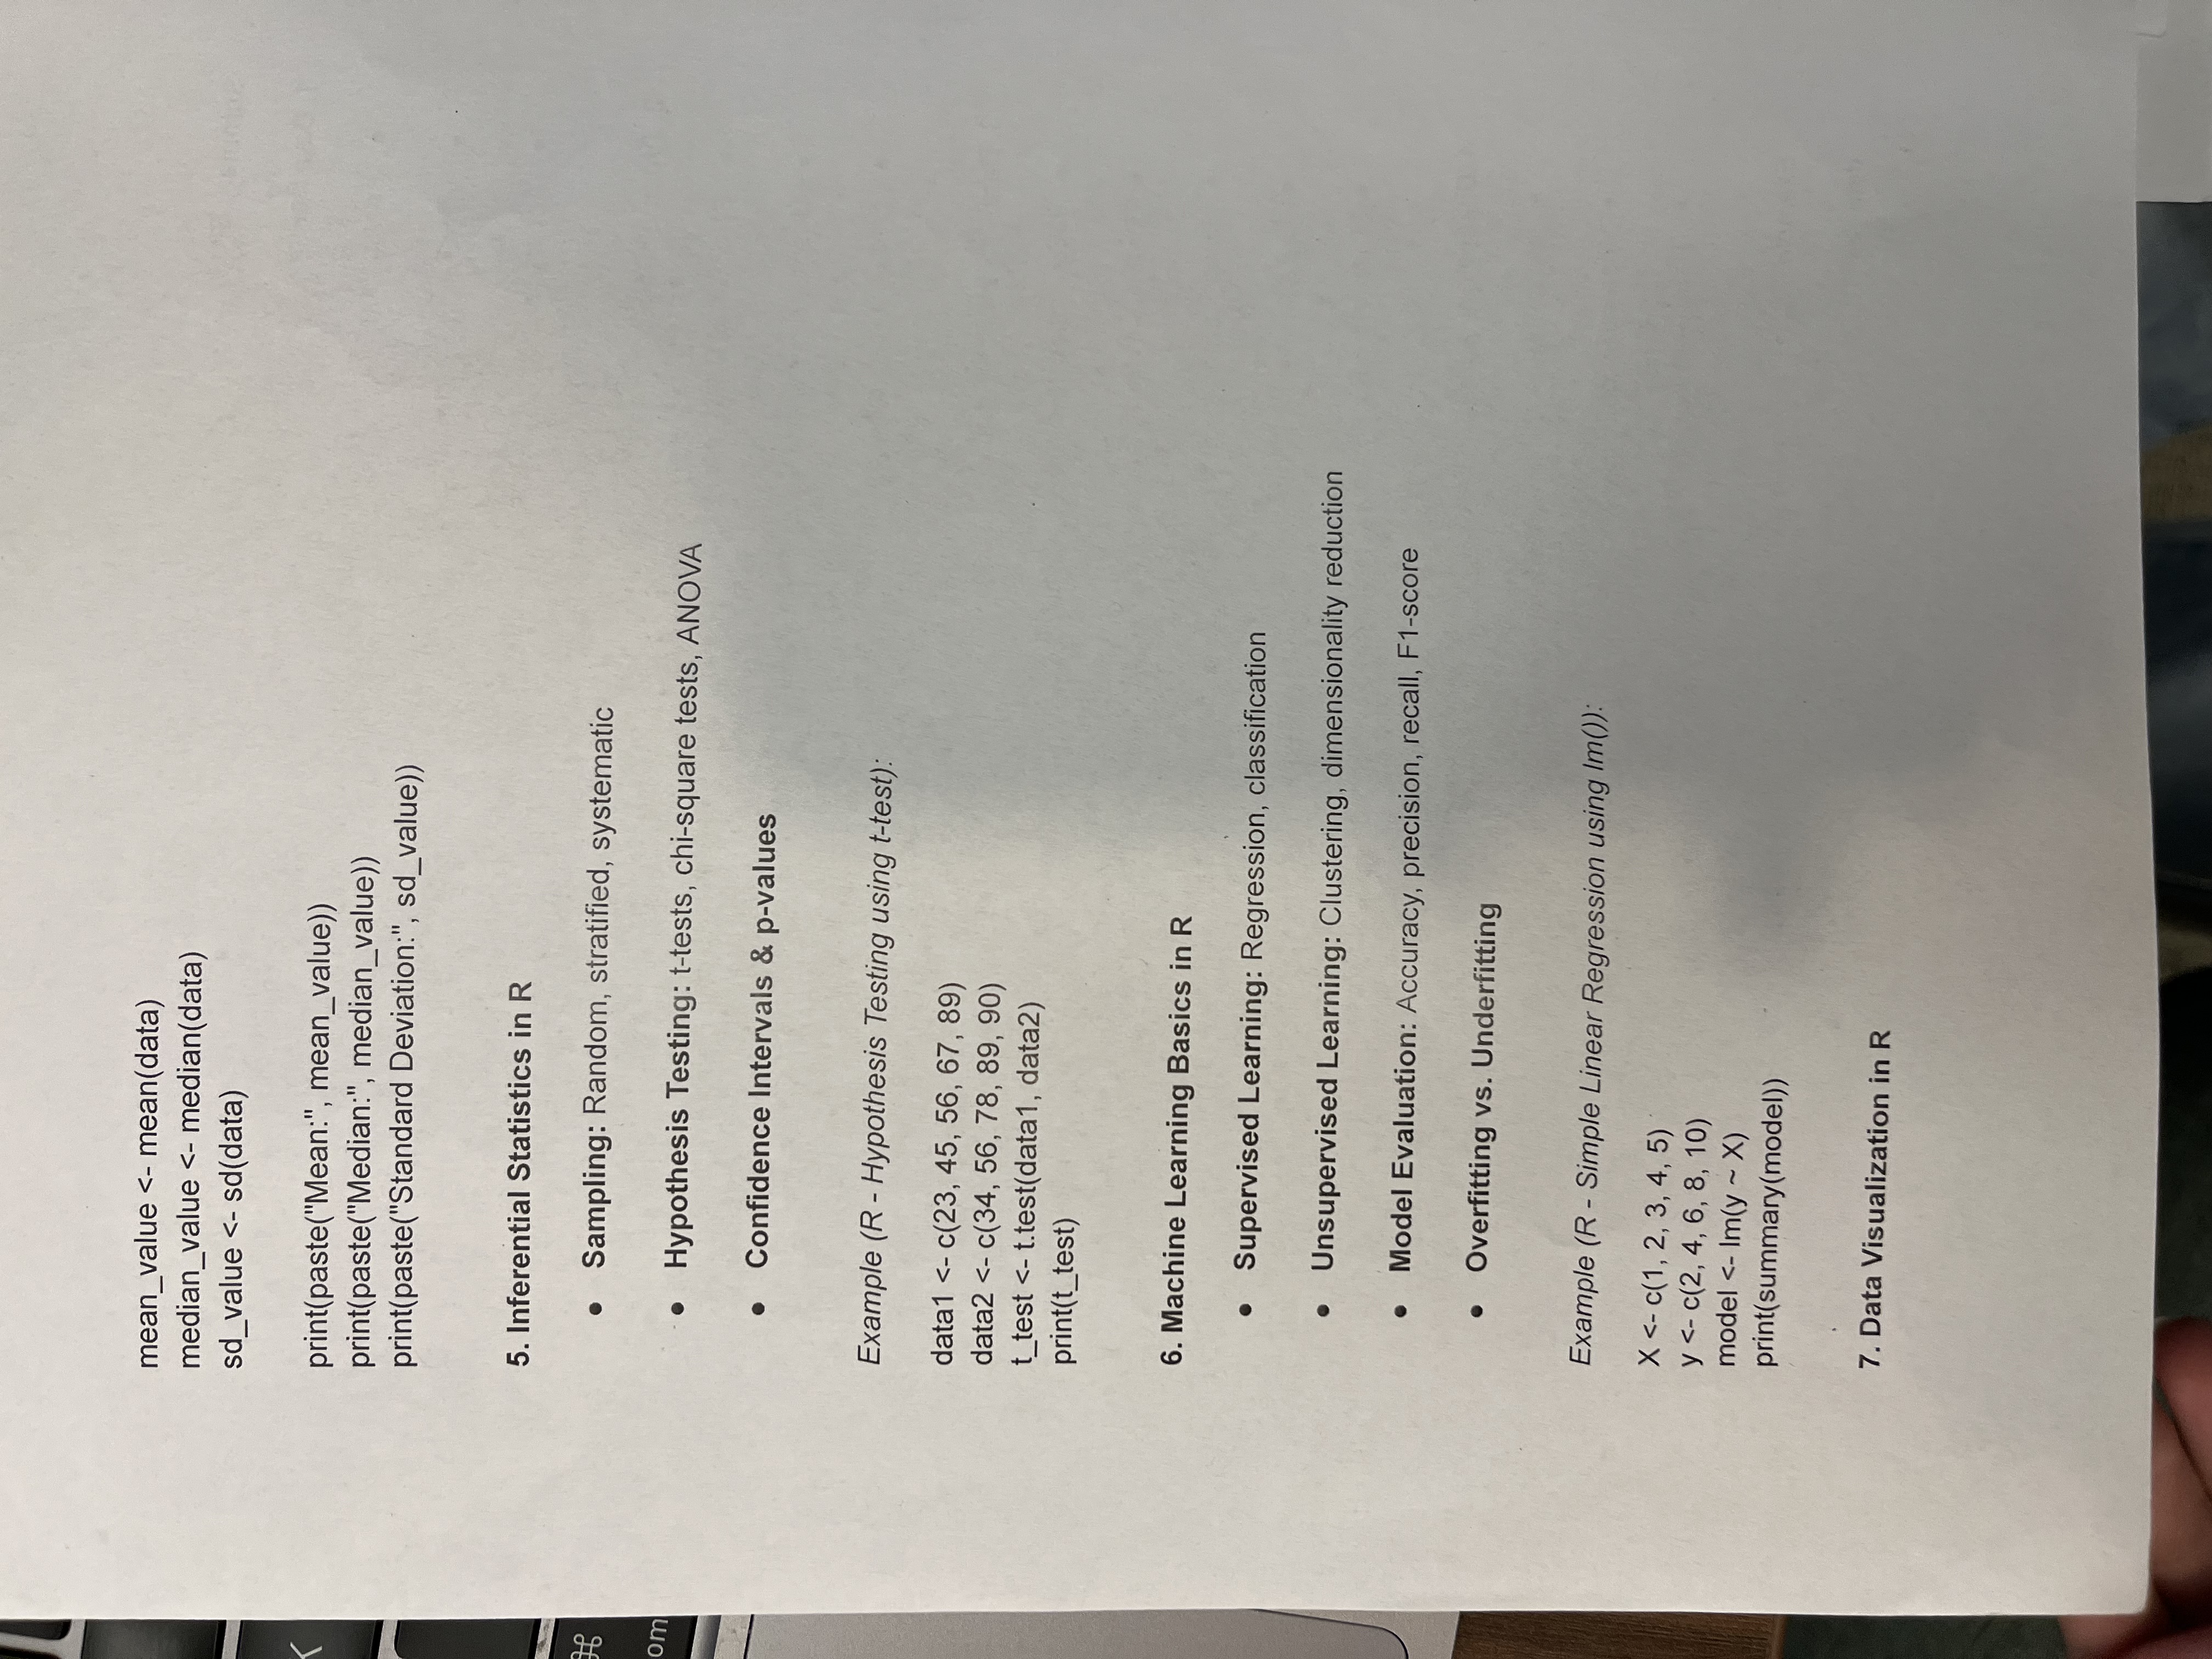 mean_value <- mean(data)
median_value <- median(data)
sd_value <- sd(data)
print(paste("Mean:", mean_value))
print(paste("Median:", median_value))
print(paste("Standard Deviation:", sd_value))
5. Inferential Statistics in R
• Sampling: Random, stratified, systematic
• Hypothesis Testing: t-tests, chi-square tests, ANOVA
• Confidence Intervals & p-values
Example (R - Hypothesis Testing using t-test):
data1 <- c(23, 45, 56, 67, 89)
data2 <- c(34, 56, 78, 89, 90)
t_test <- t.test(data1, data2)
print(t_test)
6. Machine Learning Basics in R
• Supervised Learning: Regression, classification
• Unsupervised Learning: Clustering, dimensionality reduction
• Model Evaluation: Accuracy, precision, recall, F1-score
• Overfitting vs. Underfitting
Example (R - Simple Linear Regression using lm()):
X <- c(1, 2, 3, 4, 5)
y <- c(2, 4, 6, 8, 10)
model <- lm(y ~ X)
print(summary(model))
7. Data Visualization in R
K
⌘
om